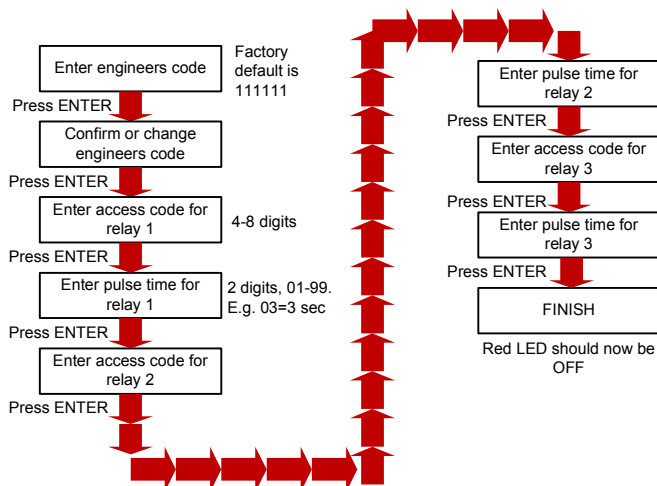 Enter engineers code
Factory
default is
111111
Press ENTER
Confirm or change
engineers code
Press ENTER
Enter access code for
relay 1
4-8 digits
Press ENTER
Enter pulse time for
relay 1
2 digits, 01-99.
E.g. 03=3 sec
Press ENTER
Enter access code for
relay 2
Press ENTER
Enter pulse time for
relay 2
Press ENTER
Enter access code for
relay 3
Press ENTER
Enter pulse time for
relay 3
Press ENTER
FINISH
Red LED should now be
OFF